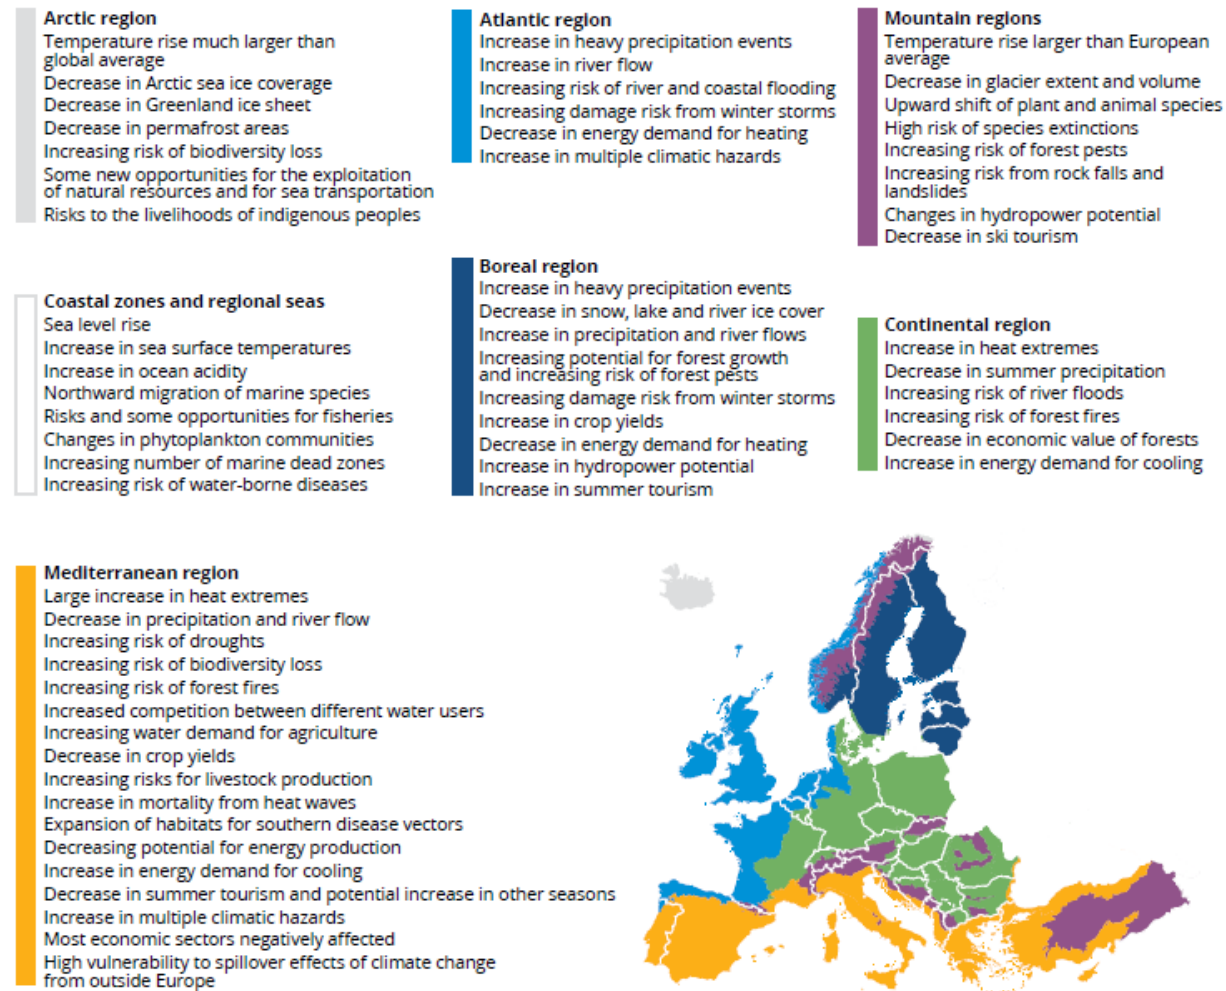 Arctic region
Temperature rise much larger than
global average
Decrease in Arctic sea ice coverage
Decrease in Greenland ice sheet
Decrease in permafrost areas
Increasing risk of biodiversity loss
Some new opportunities for the exploitation
of natural resources and for sea transportation
Risks to the livelihoods of indigenous peoples
Atlantic region
Increase in heavy precipitation events
Increase in river flow
Increasing risk of river and coastal flooding
Increasing damage risk from winter storms
Decrease in energy demand for heating
Increase in multiple climatic hazards
Mountain regions
Temperature rise larger than European
average
Decrease in glacier extent and volume
Upward shift of plant and animal species
High risk of species extinctions
Increasing risk of forest pests
Increasing risk from rock falls and
landslides
Changes in hydropower potential
Decrease in ski tourism
Coastal zones and regional seas
Sea level rise
Increase in sea surface temperatures
Increase in ocean acidity
Northward migration of marine species
Risks and some opportunities for fisheries
Changes in phytoplankton communities
Increasing number of marine dead zones
Increasing risk of water-borne diseases
Boreal region
Increase in heavy precipitation events
Decrease in snow, lake and river ice cover
Increase in precipitation and river flows
Increasing potential for forest growth
and increasing risk of forest pests
Increasing damage risk from winter storms
Increase in crop yields
Decrease in energy demand for heating
Increase in hydropower potential
Increase in summer tourism
Continental region
Increase in heat extremes
Decrease in summer precipitation
Increasing risk of river floods
Increasing risk of forest fires
Decrease in economic value of forests
Increase in energy demand for cooling
Mediterranean region
Large increase in heat extremes
Decrease in precipitation and river flow
Increasing risk of droughts
Increasing risk of biodiversity loss
Increasing risk of forest fires
Increased competition between different water users
Increasing water demand for agriculture
Decrease in crop yields
Increasing risks for livestock production
Increase in mortality from heat waves
Expansion of habitats for southern disease vectors
Decreasing potential for energy production
Increase in energy demand for cooling
Decrease in summer tourism and potential increase in other seasons
Increase in multiple climatic hazards
Most economic sectors negatively affected
High vulnerability to spillover effects of climate change
from outside Europe